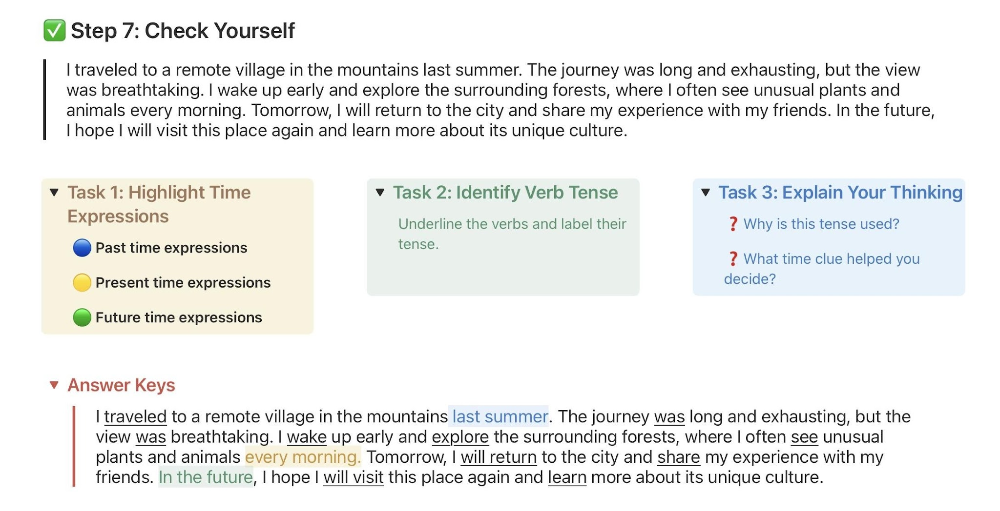 ✅ Step 7: Check Yourself
I traveled to a remote village in the mountains last summer. The journey was long and exhausting, but the view
was breathtaking. I wake up early and explore the surrounding forests, where I often see unusual plants and
animals every morning. Tomorrow, I will return to the city and share my experience with my friends. In the future,
I hope I will visit this place again and learn more about its unique culture.
Task 1: Highlight Time
Expressions
Past time expressions
Present time expressions
Future time expressions
Task 2: Identify Verb Tense
Underline the verbs and label their
tense.
Task 3: Explain Your Thinking
❓ Why is this tense used?
❓ What time clue helped you
decide?
Answer Keys
I traveled to a remote village in the mountains last summer. The journey was long and exhausting, but the
view was breathtaking. I wake up early and explore the surrounding forests, where I often see unusual
plants and animals every morning. Tomorrow, I will return to the city and share my experience with my
friends. In the future, I hope I will visit this place again and learn more about its unique culture.